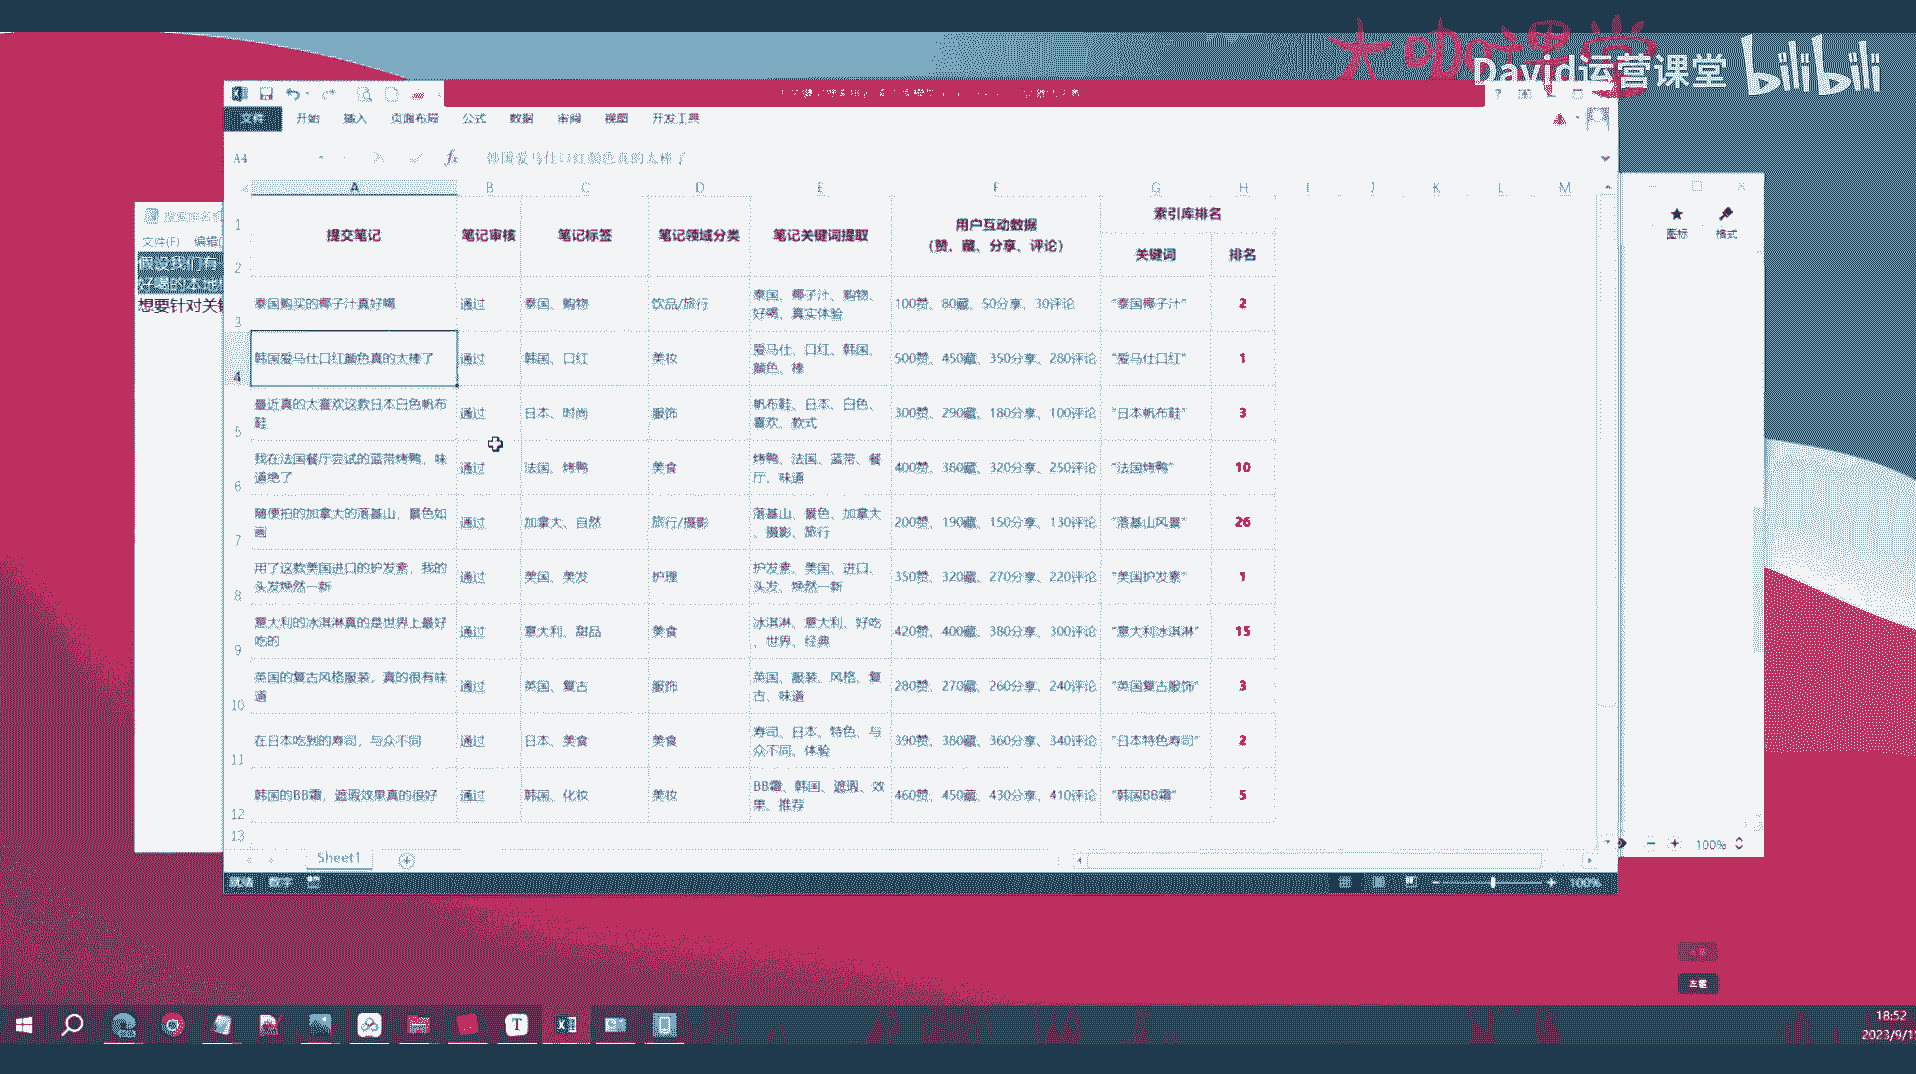 大咖课堂
David运营课堂 bilibili
文件 开始 插入 页面布局 公式 数据 审阅 视图 开发工具
A4 fx 韩国爱马仕口红颜色真的太棒了
A B C D E F G H I J K L M
提交笔记 笔记审核 笔记标签 笔记领域分类 笔记关键词提取 用户互动数据 索引库排名
(赞、藏、分享、评论) 关键词 排名
1
2
3 泰国购买的椰子汁真好喝 通过 泰国、购物 饮品/旅行 泰国、椰子汁、购物、 100赞、80藏、50分享、30评论 “泰国椰子汁” 2
好喝、真实体验
4 韩国爱马仕口红颜色真的太棒了 通过 韩国、口红 美妆 爱马仕、口红、韩国、 500赞、450藏、350分享、280评论 “爱马仕口红” 1
颜色、棒
5 最近真的太喜欢这款日本白色帆布 通过 日本、时尚 服饰 帆布鞋、日本、白色、 300赞、290藏、180分享、100评论 “日本帆布鞋” 3
鞋 喜欢、款式
6 我在法国餐厅尝试的蓝带烤鸭，味 通过 法国、烤鸭 美食 烤鸭、法国、蓝带、餐 400赞、380藏、320分享、250评论 “法国烤鸭” 10
道绝了 厅、味道
7 随便拍的加拿大的落基山，景色如 通过 加拿大、自然 旅行/摄影 落基山、景色、加拿大 200赞、190藏、150分享、130评论 “落基山风景” 26
画 、摄影、旅行
8 用了这款美国进口的护发素，我的 通过 美国、美发 护理 护发素、美国、进口、 350赞、320藏、270分享、220评论 “美国护发素” 1
头发焕然一新 头发、焕然一新
9 意大利的冰淇淋真的是世界上最好 通过 意大利、甜品 美食 冰淇淋、意大利、好吃 420赞、400藏、380分享、300评论 “意大利冰淇淋” 15
吃的 、世界、经典
10 英国的复古风格服装，真的很有味 通过 英国、复古 服饰 英国、服装、风格、复 280赞、270藏、260分享、240评论 “英国复古服饰” 3
道 古、味道
11 在日本吃到的寿司，与众不同 通过 日本、美食 美食 寿司、日本、特色、与 390赞、380藏、360分享、340评论 “日本特色寿司” 2
众不同、体验
12 韩国的BB霜，遮瑕效果真的很好 通过 韩国、化妆 美妆 BB霜、韩国、遮瑕、效 460赞、450藏、430分享、410评论 “韩国BB霜” 5
果、推荐
13
Sheet1
就绪 数字 100%
文件(F) 编辑(
假设我们有
好喝的
想要针对关键
图标 格式
100%
左键
18:52
2023/9/1